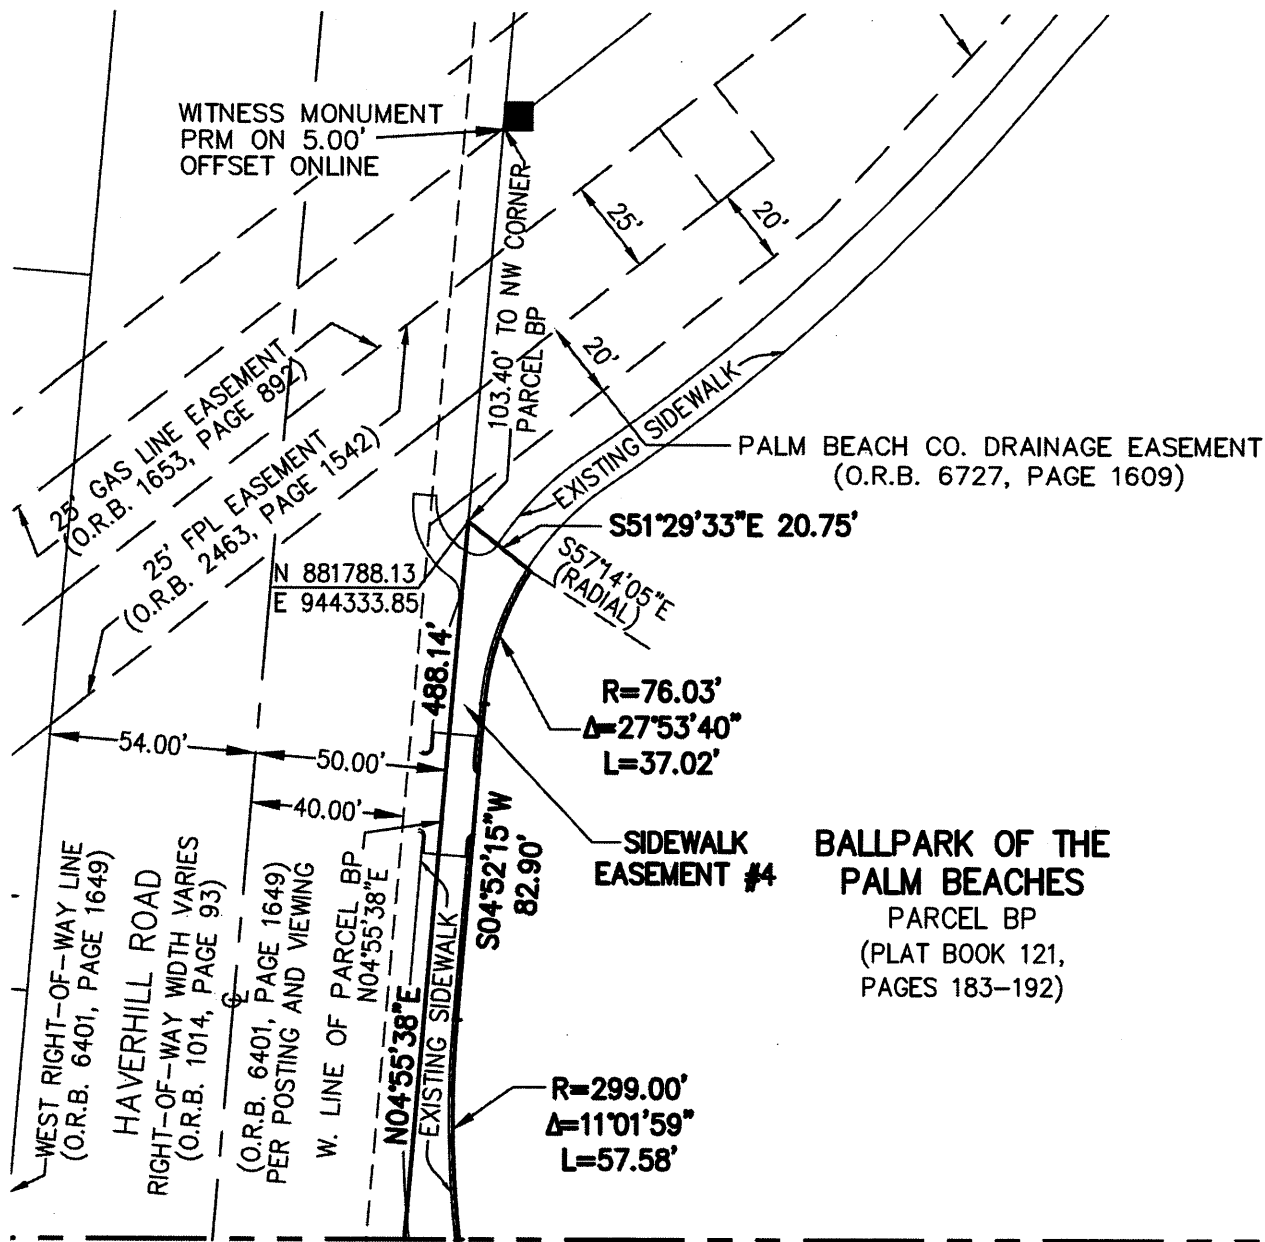 WITNESS MONUMENT
PRM ON 5.00'
OFFSET ONLINE
103.40' TO NW CORNER
PARCEL BP
25'
20'
20'
25' GAS LINE EASEMENT
(O.R.B. 1653, PAGE 892)
25' FPL EASEMENT
(O.R.B. 2463, PAGE 1542)
EXISTING SIDEWALK
PALM BEACH CO. DRAINAGE EASEMENT
(O.R.B. 6727, PAGE 1609)
S51°29'33"E 20.75'
S57°14'05"E
(RADIAL)
N 881788.13
E 944333.85
488.14'
R=76.03'
Δ=27°53'40"
L=37.02'
54.00'
50.00'
40.00'
S04°52'15"W
82.90'
SIDEWALK
EASEMENT #4
BALLPARK OF THE
PALM BEACHES
PARCEL BP
(PLAT BOOK 121,
PAGES 183-192)
WEST RIGHT-OF-WAY LINE
(O.R.B. 6401, PAGE 1649)
HAVERHILL ROAD
RIGHT-OF-WAY WIDTH VARIES
(O.R.B. 1014, PAGE 93)
℄
(O.R.B. 6401, PAGE 1649)
PER POSTING AND VIEWING
W. LINE OF PARCEL BP
N04°55'38"E
N04°55'38"E
EXISTING SIDEWALK
R=299.00'
Δ=11°01'59"
L=57.58'